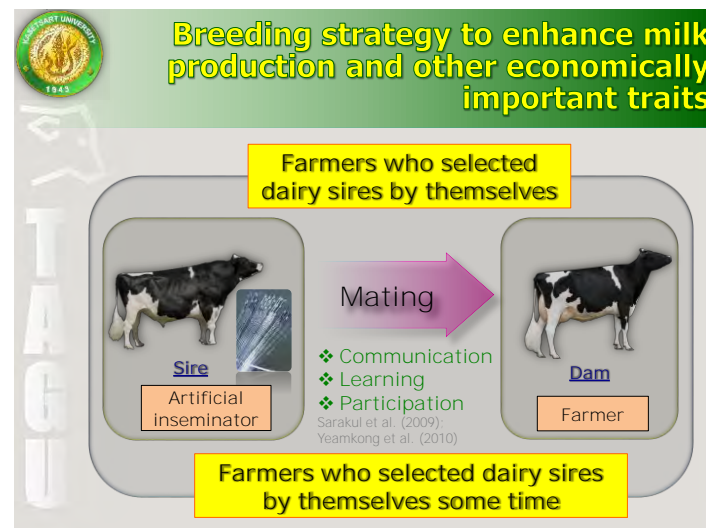 KASETSART UNIVERSITY
1943
Breeding strategy to enhance milk
production and other economically
important traits
TAGU
Farmers who selected
dairy sires by themselves
Mating
Sire
Artificial
inseminator
❖ Communication
❖ Learning
❖ Participation
Sarakul et al. (2009):
Yeamkong et al. (2010)
Dam
Farmer
Farmers who selected dairy sires
by themselves some time